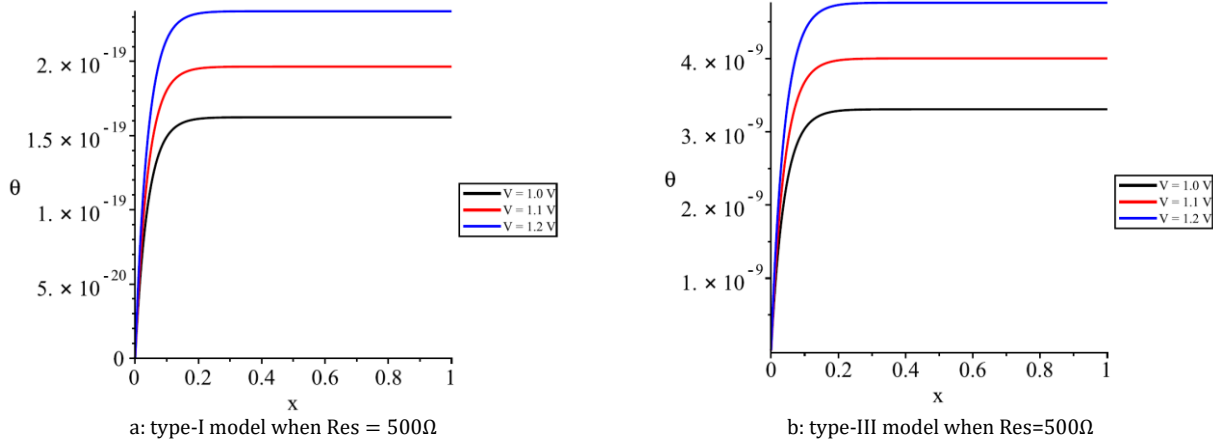 2. × 10⁻¹⁹
1.5 × 10⁻¹⁹
θ
1. × 10⁻¹⁹
5. × 10⁻²⁰
0
0 0.2 0.4 0.6 0.8 1
x
V = 1.0 V
V = 1.1 V
V = 1.2 V
a: type-I model when Res = 500Ω
4. × 10⁻⁹
3. × 10⁻⁹
θ
2. × 10⁻⁹
1. × 10⁻⁹
0 0.2 0.4 0.6 0.8 1
x
V = 1.0 V
V = 1.1 V
V = 1.2 V
b: type-III model when Res=500Ω